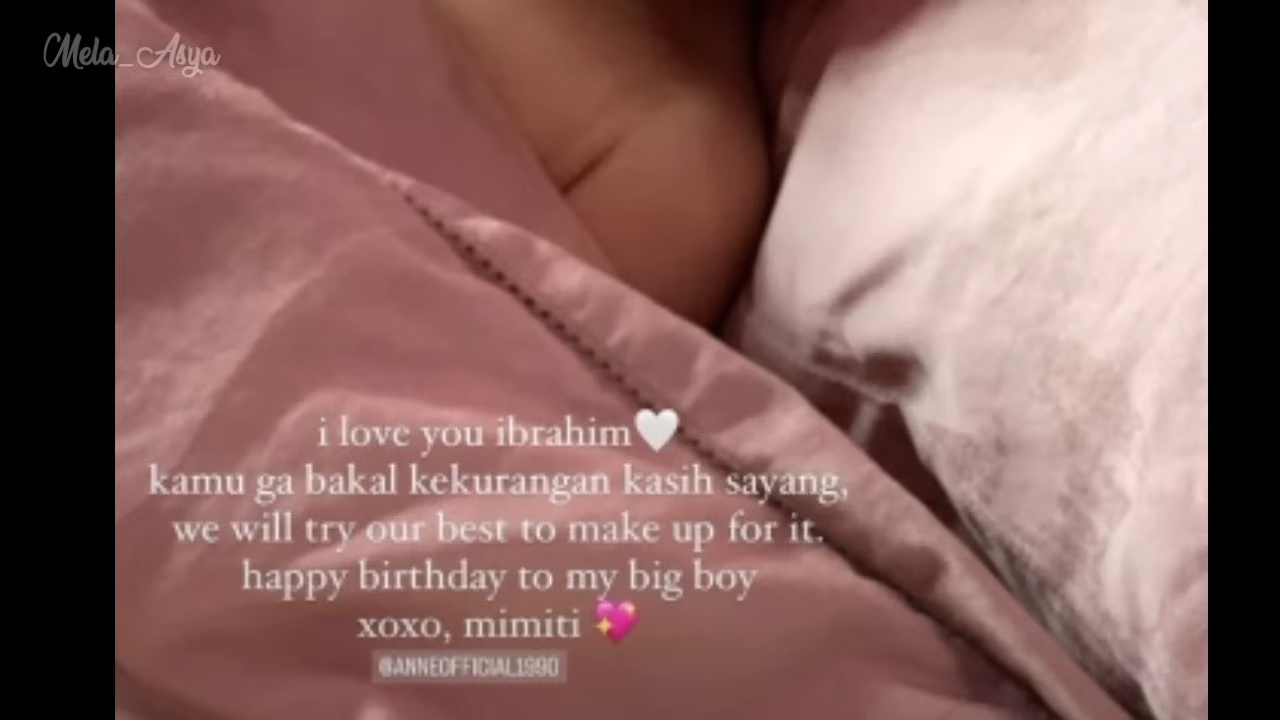 Mela_Asya
i love you ibrahim🤍
kamu ga bakal kekurangan kasih sayang,
we will try our best to make up for it.
happy birthday to my big boy
xoxo, mimiti 💖
@ANNEOFFICIAL1990